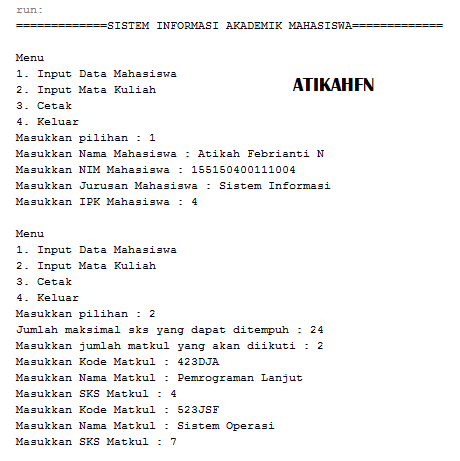 run:
=============SISTEM INFORMASI AKADEMIK MAHASISWA=============
Menu
1. Input Data Mahasiswa
ATIKAHFN
2. Input Mata Kuliah
3. Cetak
4. Keluar
Masukkan pilihan : 1
Masukkan Nama Mahasiswa : Atikah Febrianti N
Masukkan NIM Mahasiswa : 155150400111004
Masukkan Jurusan Mahasiswa : Sistem Informasi
Masukkan IPK Mahasiswa : 4
Menu
1. Input Data Mahasiswa
2. Input Mata Kuliah
3. Cetak
4. Keluar
Masukkan pilihan : 2
Jumlah maksimal sks yang dapat ditempuh : 24
Masukkan jumlah matkul yang akan diikuti : 2
Masukkan Kode Matkul : 423DJA
Masukkan Nama Matkul : Pemrograman Lanjut
Masukkan SKS Matkul : 4
Masukkan Kode Matkul : 523JSF
Masukkan Nama Matkul : Sistem Operasi
Masukkan SKS Matkul : 7